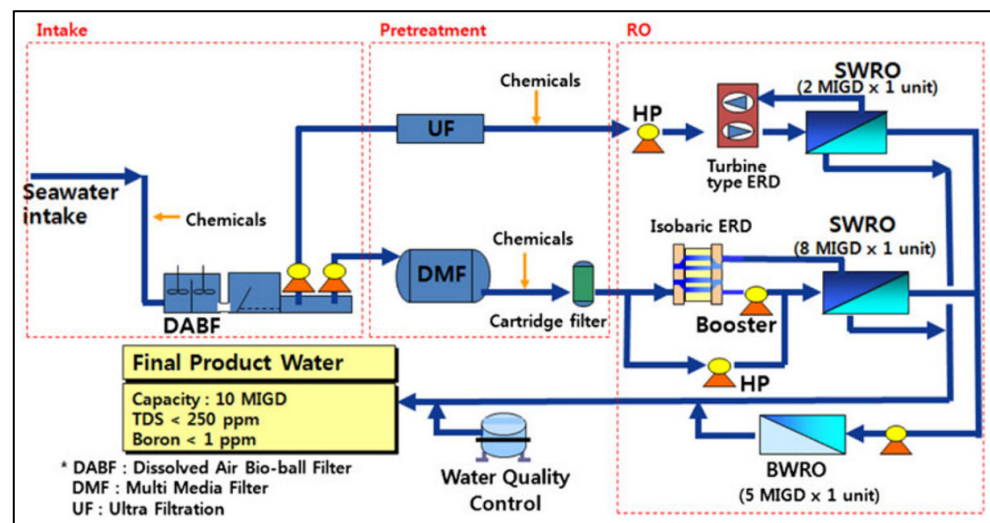 Intake
Pretreatment
RO
Chemicals
SWRO
(2 MIGD x 1 unit)
UF
HP
Turbine
type ERD
Seawater
intake
Chemicals
Chemicals
Isobaric ERD
SWRO
(8 MIGD x 1 unit)
DMF
DABF
Cartridge filter
Booster
HP
Final Product Water
Capacity : 10 MIGD
TDS < 250 ppm
Boron < 1 ppm
* DABF : Dissolved Air Bio-ball Filter
DMF : Multi Media Filter
UF : Ultra Filtration
Water Quality
Control
BWRO
(5 MIGD x 1 unit)